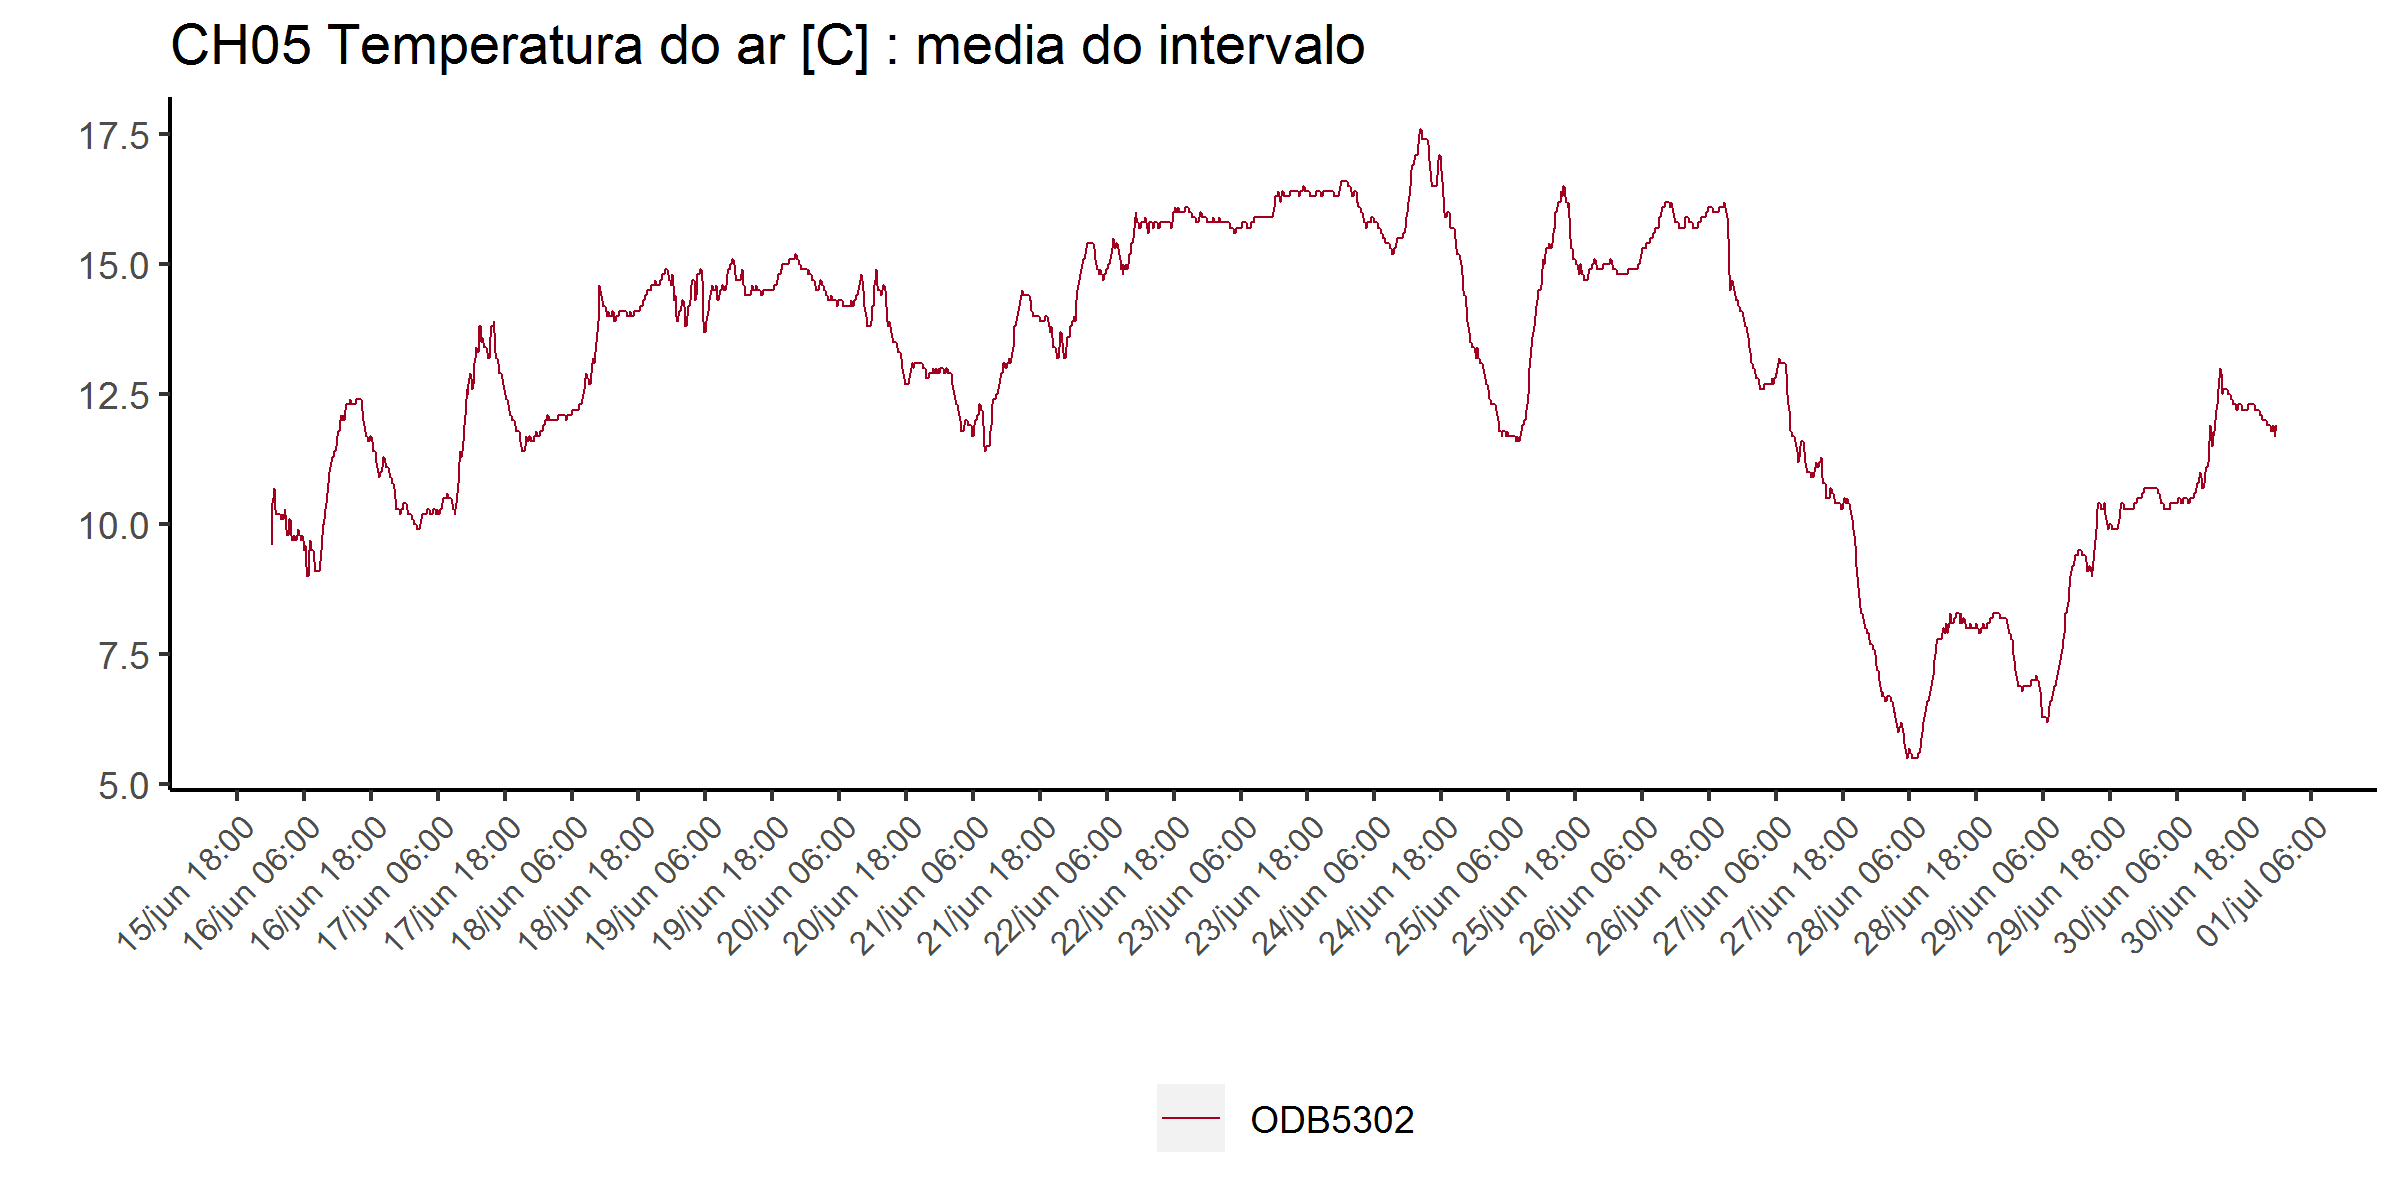 CH05 Temperatura do ar [C] : media do intervalo
17.5
15.0
12.5
10.0
7.5
5.0
15/jun 18:00
16/jun 06:00
16/jun 18:00
17/jun 06:00
17/jun 18:00
18/jun 06:00
18/jun 18:00
19/jun 06:00
19/jun 18:00
20/jun 06:00
20/jun 18:00
21/jun 06:00
21/jun 18:00
22/jun 06:00
22/jun 18:00
23/jun 06:00
23/jun 18:00
24/jun 06:00
24/jun 18:00
25/jun 06:00
25/jun 18:00
26/jun 06:00
26/jun 18:00
27/jun 06:00
27/jun 18:00
28/jun 06:00
28/jun 18:00
29/jun 06:00
29/jun 18:00
30/jun 06:00
30/jun 18:00
01/jul 06:00
ODB5302